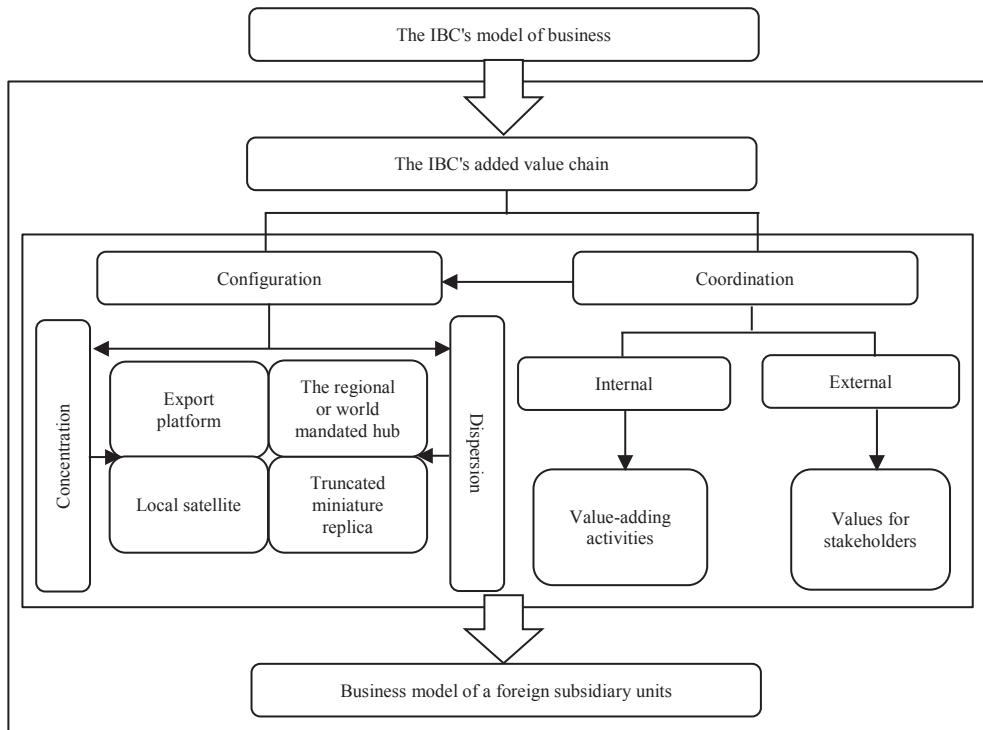 The IBC's model of business
The IBC's added value chain
Configuration
Coordination
Concentration
Export
platform
The regional
or world
mandated hub
Local satellite
Truncated
miniature
replica
Dispersion
Internal
External
Value-adding
activities
Values for
stakeholders
Business model of a foreign subsidiary units